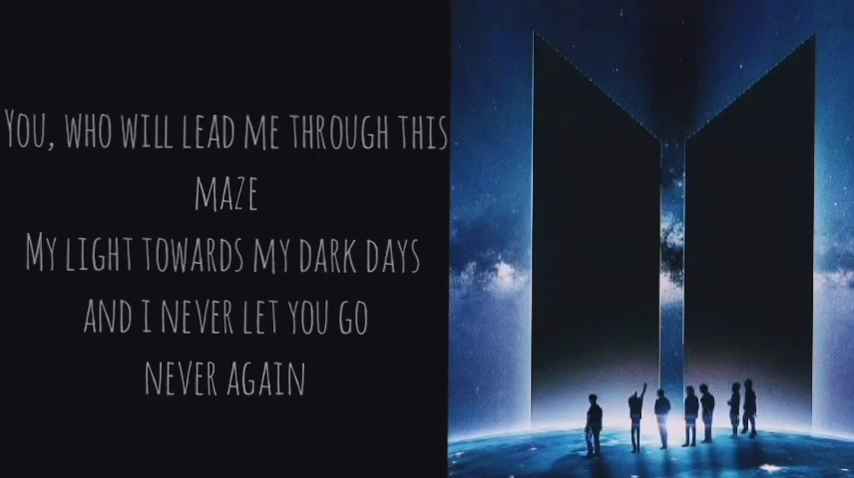 You, who will lead me through this
maze
My light towards my dark days
and i never let you go
never again